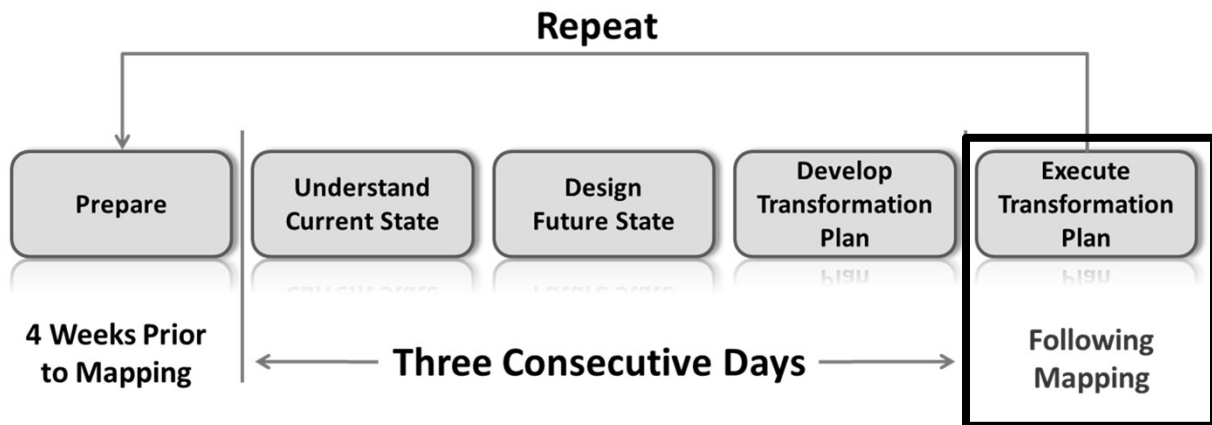 Repeat
Prepare
Understand
Current State
Design
Future State
Develop
Transformation
Plan
Execute
Transformation
Plan
4 Weeks Prior
to Mapping
Three Consecutive Days
Following
Mapping